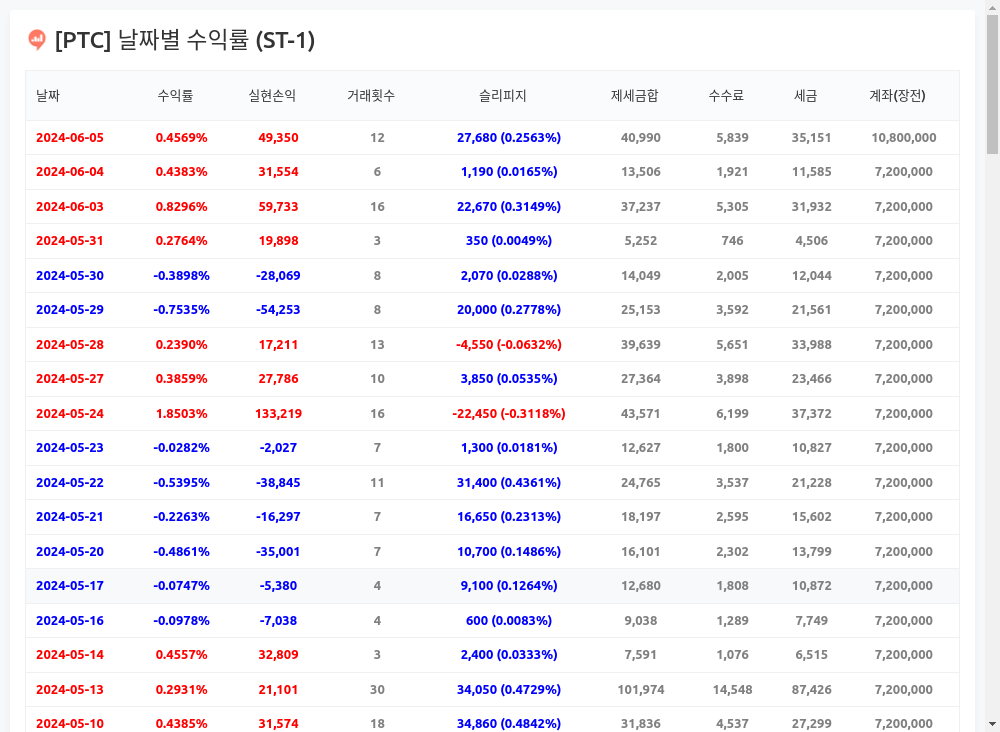 [PTC] 날짜별 수익률 (ST-1)
날짜 수익률 실현손익 거래횟수 슬리피지 제세금합 수수료 세금 계좌(장전)
2024-06-05 0.4569% 49,350 12 27,680 (0.2563%) 40,990 5,839 35,151 10,800,000
2024-06-04 0.4383% 31,554 6 1,190 (0.0165%) 13,506 1,921 11,585 7,200,000
2024-06-03 0.8296% 59,733 16 22,670 (0.3149%) 37,237 5,305 31,932 7,200,000
2024-05-31 0.2764% 19,898 3 350 (0.0049%) 5,252 746 4,506 7,200,000
2024-05-30 -0.3898% -28,069 8 2,070 (0.0288%) 14,049 2,005 12,044 7,200,000
2024-05-29 -0.7535% -54,253 8 20,000 (0.2778%) 25,153 3,592 21,561 7,200,000
2024-05-28 0.2390% 17,211 13 -4,550 (-0.0632%) 39,639 5,651 33,988 7,200,000
2024-05-27 0.3859% 27,786 10 3,850 (0.0535%) 27,364 3,898 23,466 7,200,000
2024-05-24 1.8503% 133,219 16 -22,450 (-0.3118%) 43,571 6,199 37,372 7,200,000
2024-05-23 -0.0282% -2,027 7 1,300 (0.0181%) 12,627 1,800 10,827 7,200,000
2024-05-22 -0.5395% -38,845 11 31,400 (0.4361%) 24,765 3,537 21,228 7,200,000
2024-05-21 -0.2263% -16,297 7 16,650 (0.2313%) 18,197 2,595 15,602 7,200,000
2024-05-20 -0.4861% -35,001 7 10,700 (0.1486%) 16,101 2,302 13,799 7,200,000
2024-05-17 -0.0747% -5,380 4 9,100 (0.1264%) 12,680 1,808 10,872 7,200,000
2024-05-16 -0.0978% -7,038 4 600 (0.0083%) 9,038 1,289 7,749 7,200,000
2024-05-14 0.4557% 32,809 3 2,400 (0.0333%) 7,591 1,076 6,515 7,200,000
2024-05-13 0.2931% 21,101 30 34,050 (0.4729%) 101,974 14,548 87,426 7,200,000
2024-05-10 0.4385% 31,574 18 34,860 (0.4842%) 31,836 4,537 27,299 7,200,000